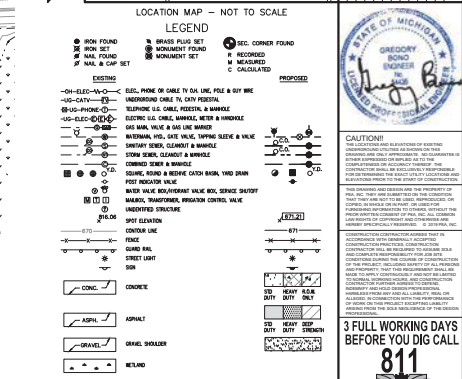 LOCATION MAP - NOT TO SCALE
LEGEND
IRON FOUND
IRON SET
NAIL FOUND
NAIL & CAP SET
BRASS PLUG SET
MONUMENT FOUND
MONUMENT SET
SEC. CORNER FOUND
R RECORDED
M MEASURED
C CALCULATED
EXISTING
PROPOSED
-OH-ELEC-W-O-<
ELEC., PHONE OR CABLE TV O.H. LINE, POLE & GUY WIRE
-UG-CATV-TV-
UNDERGROUND CABLE TV, CATV PEDESTAL
-UG-PHONE-T-
TELEPHONE U.G. CABLE, PEDESTAL & MANHOLE
-UG-ELEC-E-E-E-
ELECTRIC U.G. CABLE, MANHOLE, METER & HANDHOLE
GAS MAIN, VALVE & GAS LINE MARKER
WATERMAIN, HYD., GATE VALVE, TAPPING SLEEVE & VALVE
SANITARY SEWER, CLEANOUT & MANHOLE
C.O.
STORM SEWER, CLEANOUT & MANHOLE
C.O.
COMBINED SEWER & MANHOLE
Y.D.
SQUARE, ROUND & BEEHIVE CATCH BASIN, YARD DRAIN
Y.D.
POST INDICATOR VALVE
WATER VALVE BOX/HYDRANT VALVE BOX, SERVICE SHUTOFF
M T I
MAILBOX, TRANSFORMER, IRRIGATION CONTROL VALVE
UNIDENTIFIED STRUCTURE
816.06
SPOT ELEVATION
671.21
670
CONTOUR LINE
671
FENCE
GUARD RAIL
STREET LIGHT
SIGN
CONC.
CONCRETE
STD DUTY
HEAVY DUTY
R.O.W. ONLY
ASPH.
ASPHALT
STD DUTY
HEAVY DUTY
DEEP STRENGTH
GRAVEL
GRAVEL SHOULDER
WETLAND
STATE OF MICHIGAN
GREGORY
BONO
ENGINEER
No.
LICENSED PROFESSIONAL ENGINEER
CAUTION!!
THE LOCATIONS AND ELEVATIONS OF EXISTING
UNDERGROUND UTILITIES AS SHOWN ON THIS
DRAWING ARE ONLY APPROXIMATE. NO GUARANTEE IS
EITHER EXPRESSED OR IMPLIED AS TO THE
COMPLETENESS OR ACCURACY THEREOF. THE
CONTRACTOR SHALL BE EXCLUSIVELY RESPONSIBLE
FOR DETERMINING THE EXACT UTILITY LOCATIONS AND
ELEVATIONS PRIOR TO THE START OF CONSTRUCTION.
THIS DRAWING AND DESIGN ARE THE PROPERTY OF
PEA, INC. THEY ARE SUBMITTED ON THE CONDITION
THAT THEY ARE NOT TO BE USED, REPRODUCED, OR
COPIED, IN WHOLE OR IN PART, OR USED FOR
FURNISHING INFORMATION TO OTHERS, WITHOUT THE
PRIOR WRITTEN CONSENT OF PEA, INC. ALL COMMON
LAW RIGHTS OF COPYRIGHT AND OTHERWISE ARE
HEREBY SPECIFICALLY RESERVED. © 2019 PEA, INC.
CONSTRUCTION CONTRACTOR AGREES THAT IN
ACCORDANCE WITH GENERALLY ACCEPTED
CONSTRUCTION PRACTICES, CONSTRUCTION
CONTRACTOR WILL BE REQUIRED TO ASSUME SOLE
AND COMPLETE RESPONSIBILITY FOR JOB SITE
CONDITIONS DURING THE COURSE OF CONSTRUCTION
OF THE PROJECT, INCLUDING SAFETY OF ALL PERSONS
AND PROPERTY; THAT THIS REQUIREMENT SHALL BE
MADE TO APPLY CONTINUOUSLY AND NOT BE LIMITED
TO NORMAL WORKING HOURS, AND CONSTRUCTION
CONTRACTOR FURTHER AGREES TO DEFEND,
INDEMNIFY AND HOLD DESIGN PROFESSIONAL
HARMLESS FROM ANY AND ALL LIABILITY, REAL OR
ALLEGED, IN CONNECTION WITH THE PERFORMANCE
OF WORK ON THIS PROJECT EXCEPTING LIABILITY
ARISING FROM THE SOLE NEGLIGENCE OF THE DESIGN
PROFESSIONAL.
3 FULL WORKING DAYS
BEFORE YOU DIG CALL
811